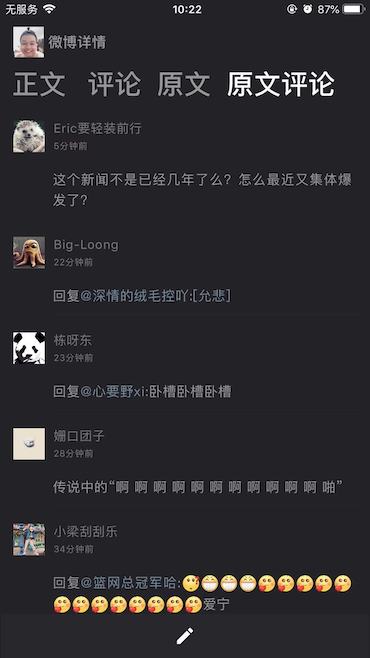 无服务 10:22 87%
微博详情
正文 评论 原文 原文评论
Eric要轻装前行
5分钟前
这个新闻不是已经几年了么？怎么最近又集体爆
发了？
Big-Loong
22分钟前
回复@深情的绒毛控吖:[允悲]
栋呀东
23分钟前
回复@心要野xi:卧槽卧槽卧槽
姗口团子
28分钟前
传说中的“啊 啊 啊 啊 啊 啊 啊 啊 啊 啊 啊 啪”
小梁刮刮乐
34分钟前
回复@篮网总冠军哈:
爱宁